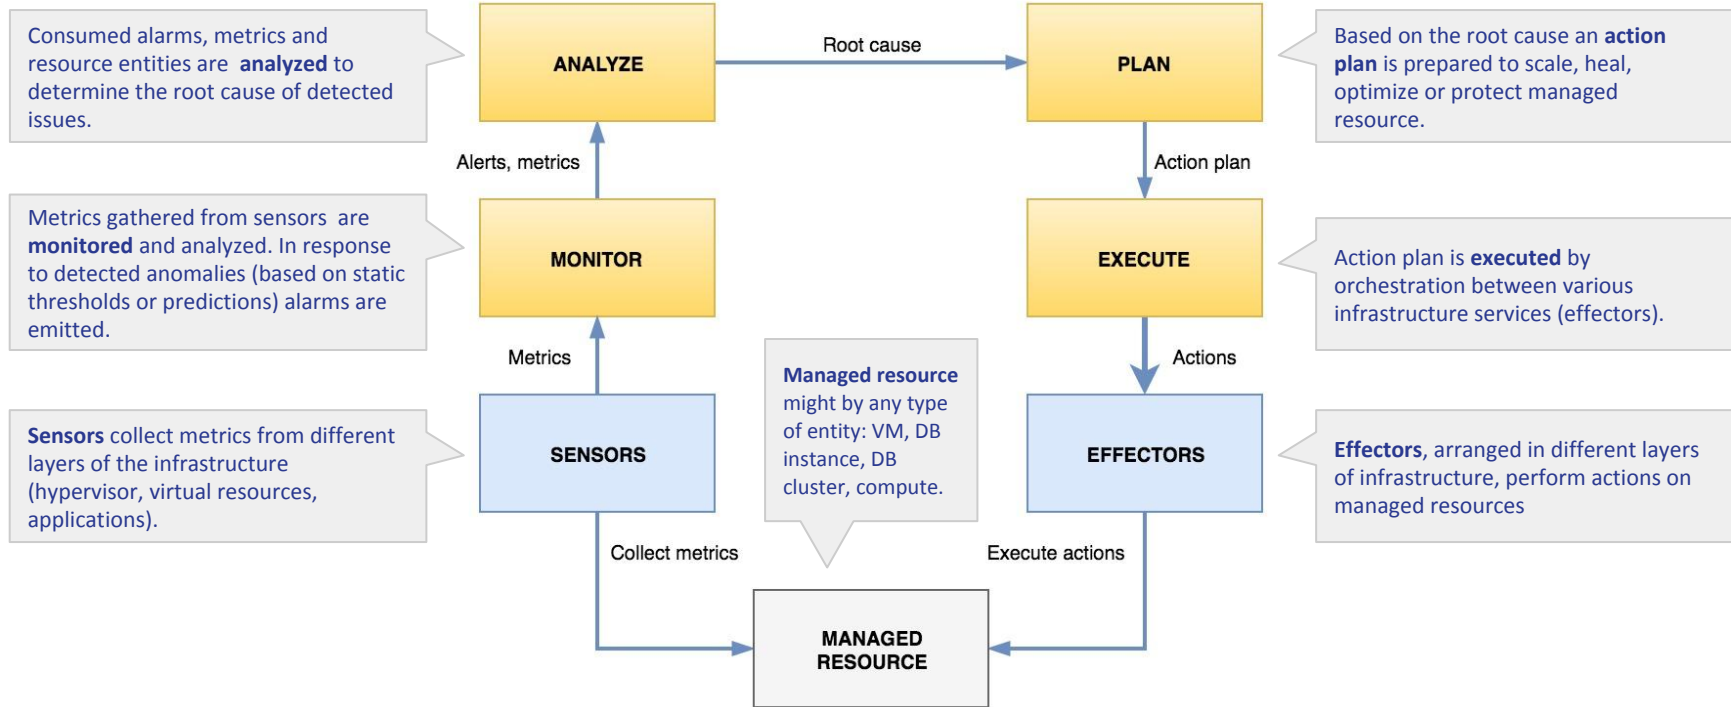 Consumed alarms, metrics and
resource entities are analyzed to
determine the root cause of detected
issues.
ANALYZE
Root cause
PLAN
Based on the root cause an action
plan is prepared to scale, heal,
optimize or protect managed
resource.
Alerts, metrics
Action plan
Metrics gathered from sensors are
monitored and analyzed. In response
to detected anomalies (based on static
thresholds or predictions) alarms are
emitted.
MONITOR
EXECUTE
Action plan is executed by
orchestration between various
infrastructure services (effectors).
Metrics
Actions
Managed resource
might by any type
of entity: VM, DB
instance, DB
cluster, compute.
Sensors collect metrics from different
layers of the infrastructure
(hypervisor, virtual resources,
applications).
SENSORS
EFFECTORS
Effectors, arranged in different layers
of infrastructure, perform actions on
managed resources
Collect metrics
Execute actions
MANAGED
RESOURCE